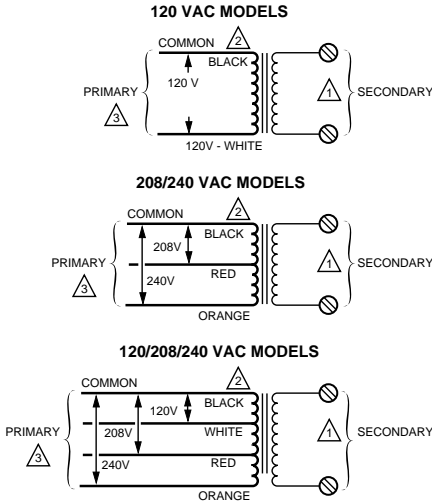 120 VAC MODELS
COMMON
2
BLACK
120 V
PRIMARY
3
1
SECONDARY
120V - WHITE
208/240 VAC MODELS
COMMON
2
208V
BLACK
PRIMARY
3
240V
RED
1
SECONDARY
ORANGE
120/208/240 VAC MODELS
COMMON
2
120V
BLACK
PRIMARY
3
208V
WHITE
1
SECONDARY
240V
RED
ORANGE